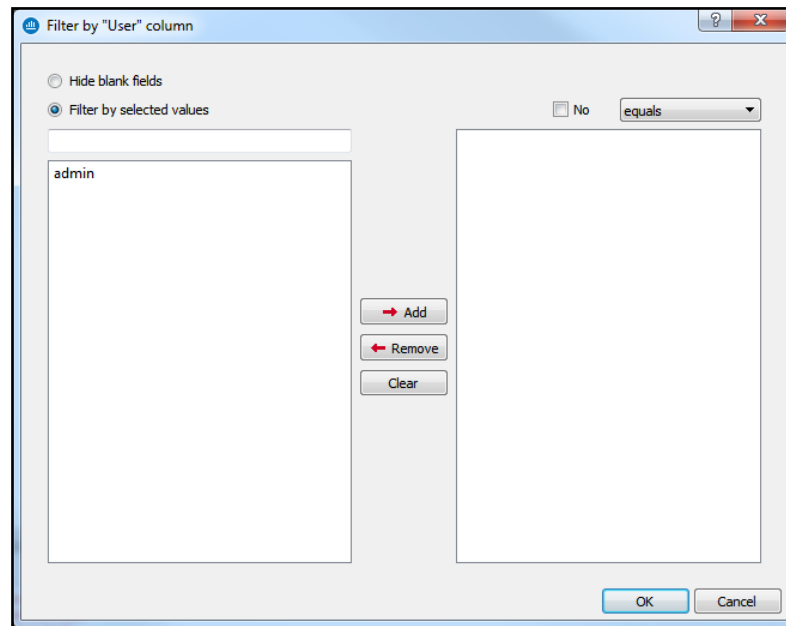 Filter by "User" column
?
Hide blank fields
Filter by selected values
No
equals
admin
Add
Remove
Clear
OK
Cancel